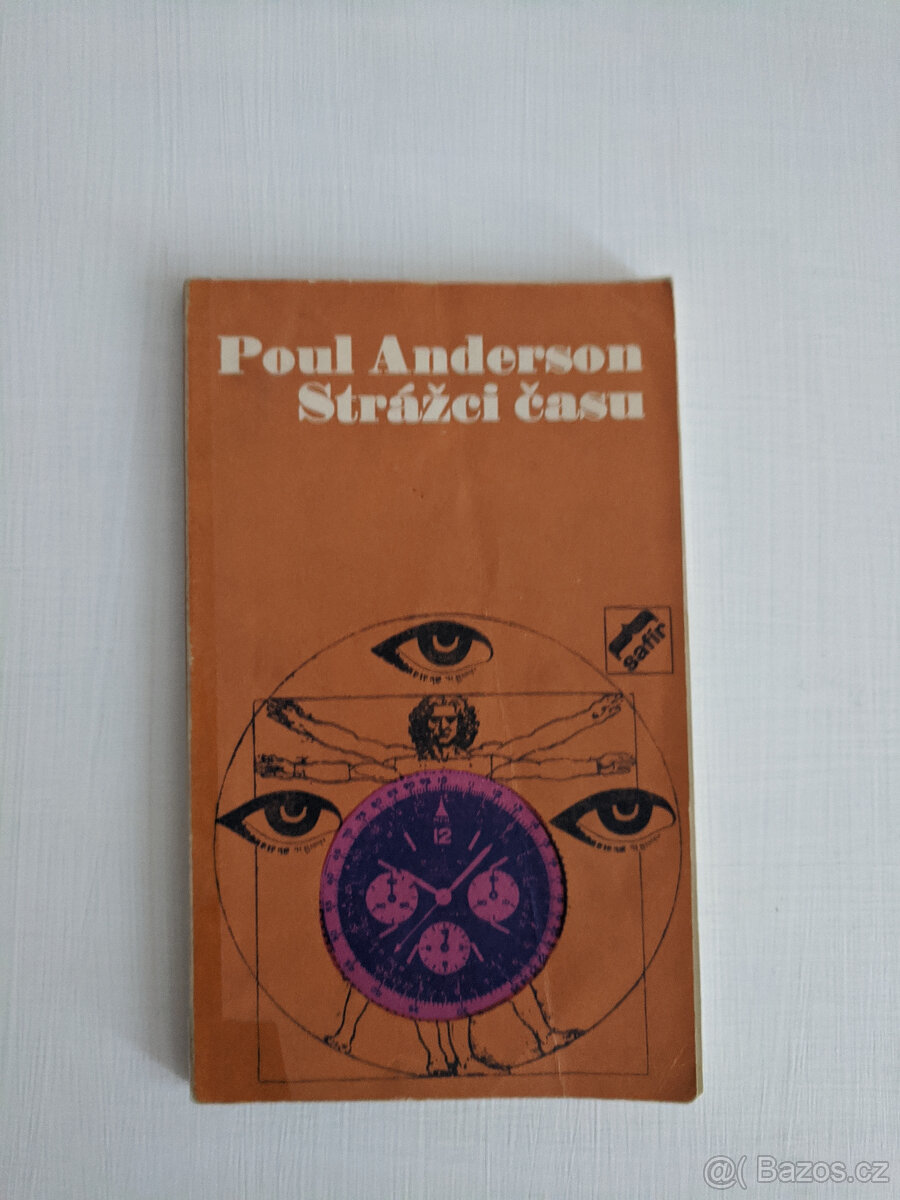 Poul Anderson
Strážci času
safír
12
@( Bazos.cz